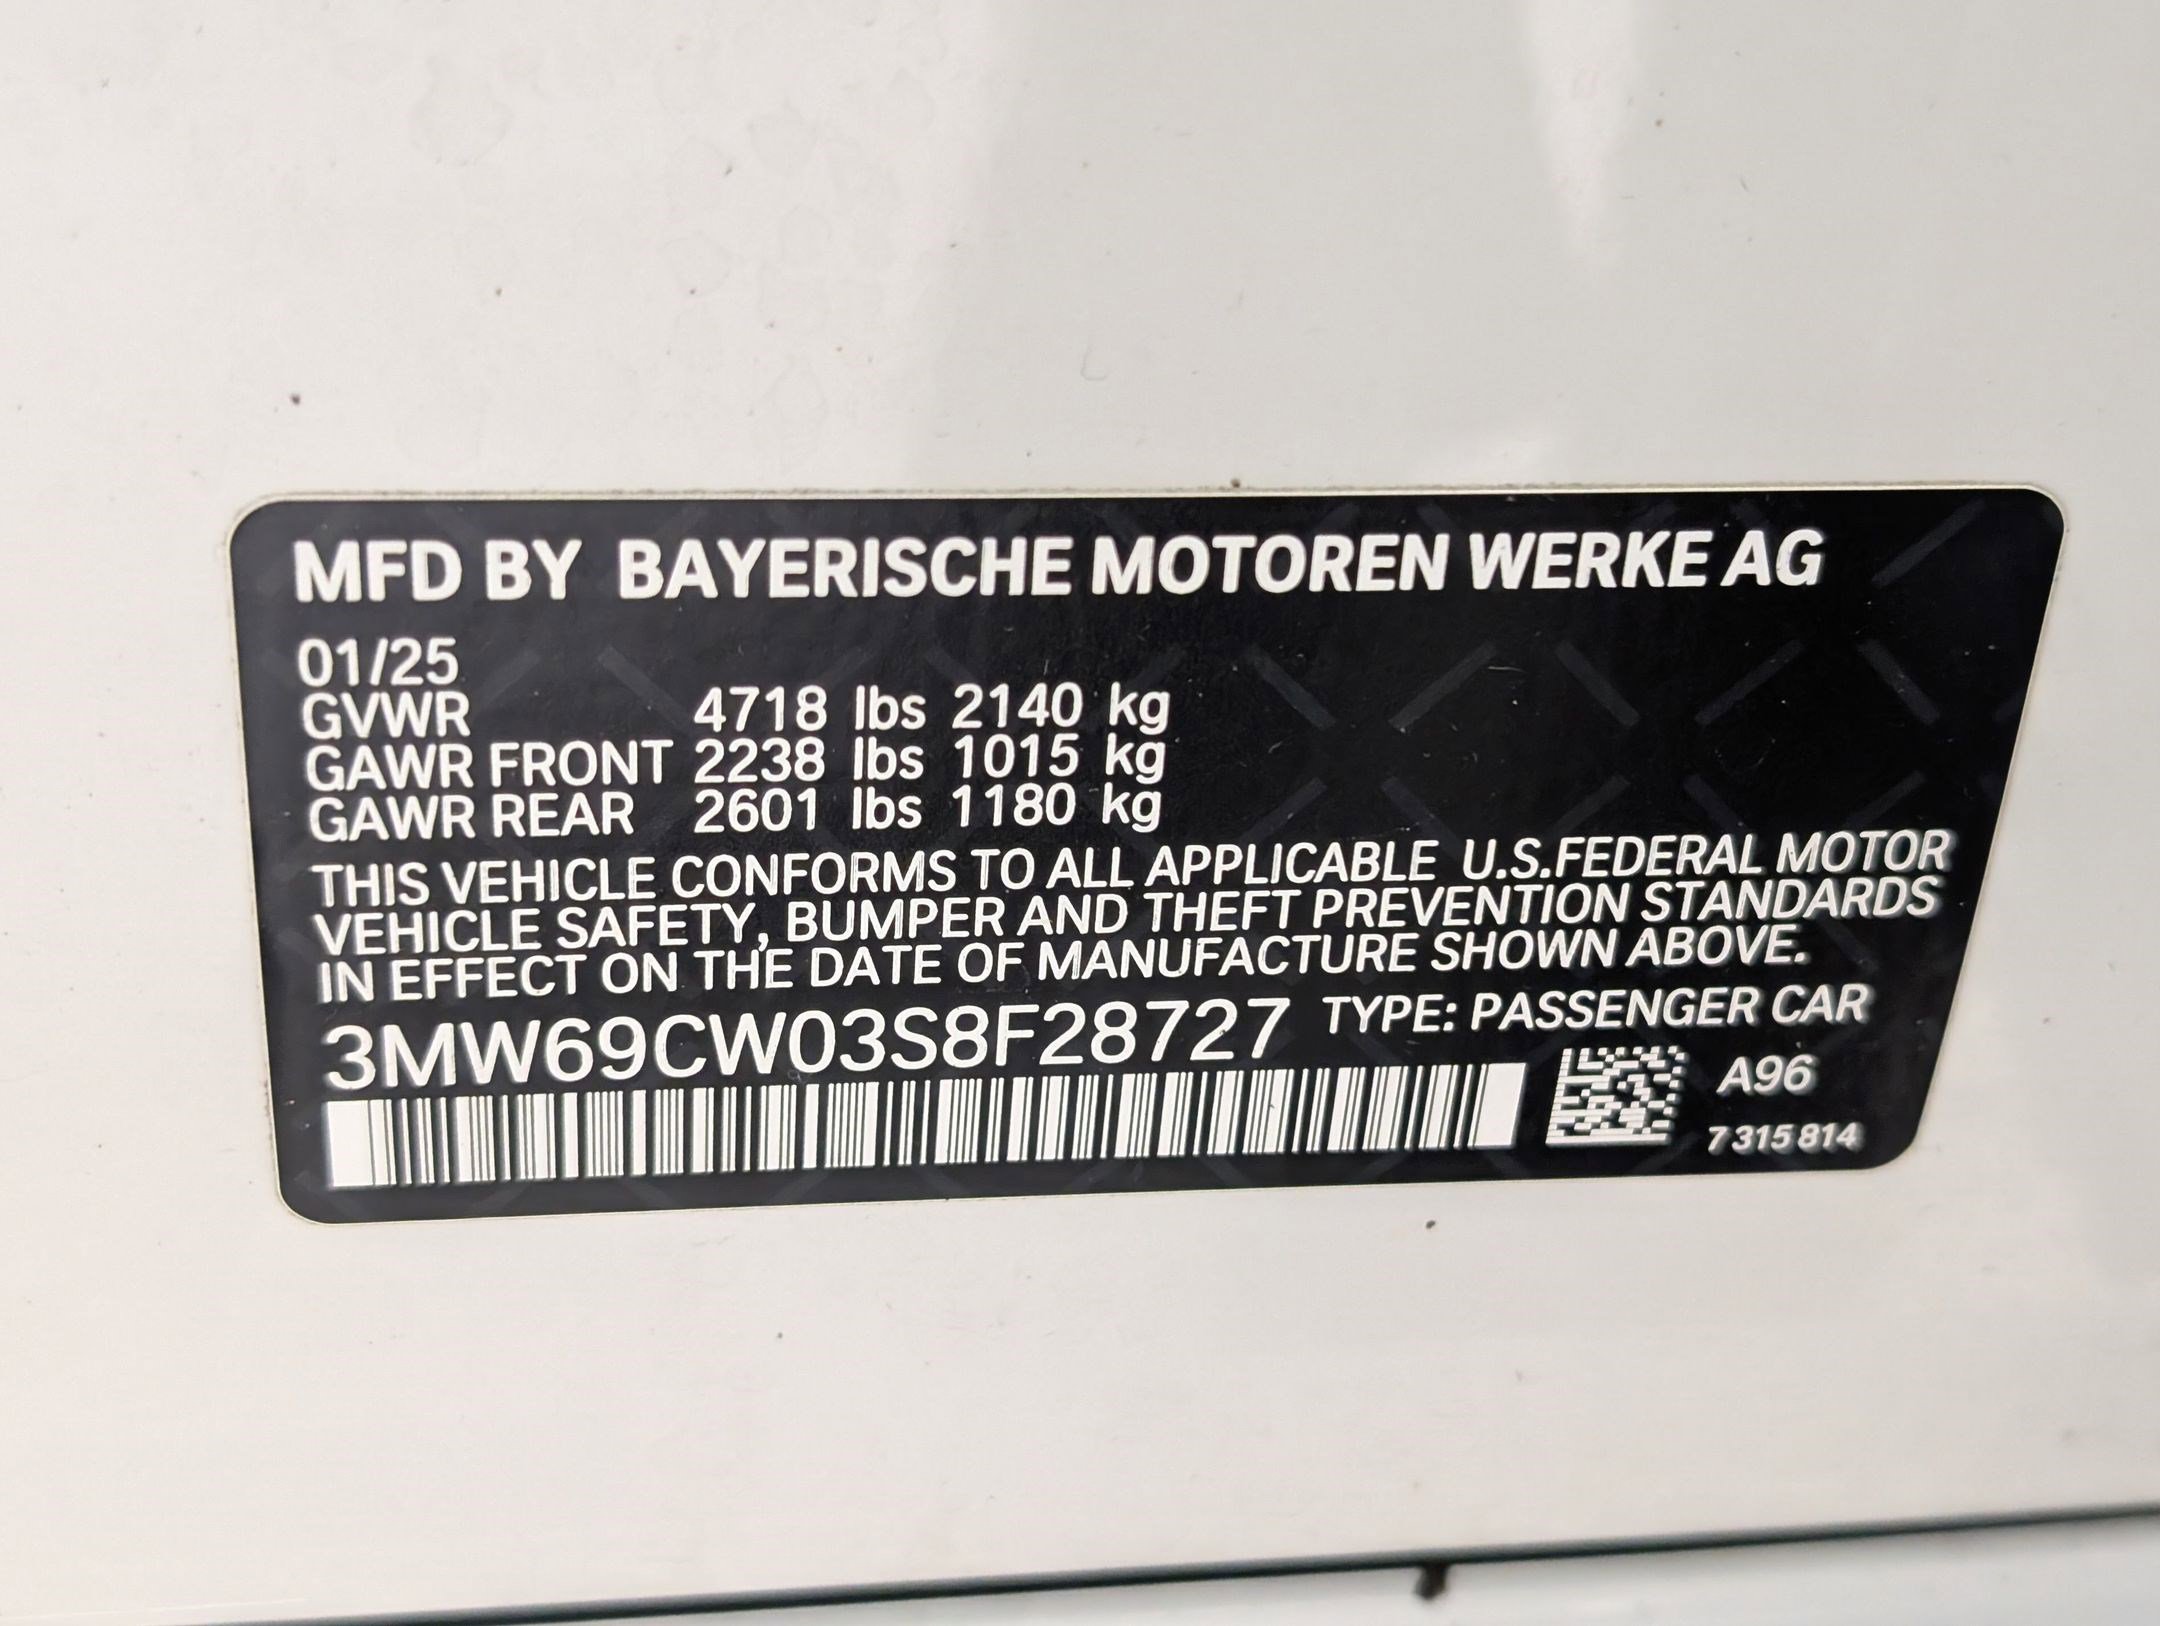 MFD BY BAYERISCHE MOTOREN WERKE AG
01/25
GVWR 4718 lbs 2140 kg
GAWR FRONT 2238 lbs 1015 kg
GAWR REAR 2601 lbs 1180 kg
THIS VEHICLE CONFORMS TO ALL APPLICABLE U.S.FEDERAL MOTOR
VEHICLE SAFETY, BUMPER AND THEFT PREVENTION STANDARDS
IN EFFECT ON THE DATE OF MANUFACTURE SHOWN ABOVE.
3MW69CW03S8F28727 TYPE: PASSENGER CAR
A96
7 315 814